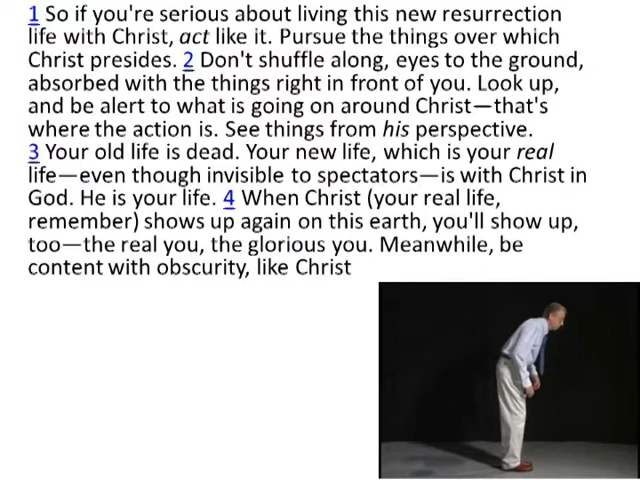 1 So if you're serious about living this new resurrection
life with Christ, act like it. Pursue the things over which
Christ presides. 2 Don't shuffle along, eyes to the ground,
absorbed with the things right in front of you. Look up,
and be alert to what is going on around Christ—that's
where the action is. See things from his perspective.
3 Your old life is dead. Your new life, which is your real
life—even though invisible to spectators—is with Christ in
God. He is your life. 4 When Christ (your real life,
remember) shows up again on this earth, you'll show up,
too—the real you, the glorious you. Meanwhile, be
content with obscurity, like Christ